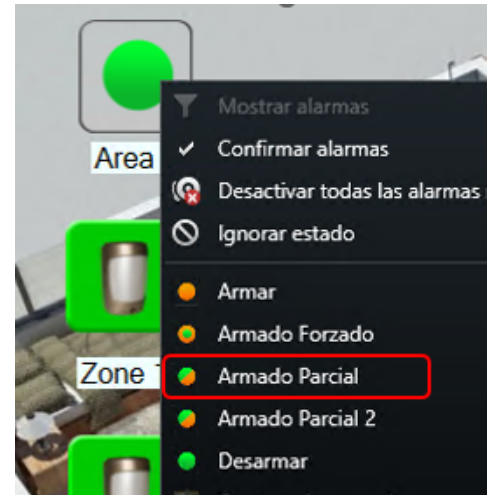 Mostrar alarmas
Area
Confirmar alarmas
Desactivar todas las alarmas
Ignorar estado
Armar
Armado Forzado
Zone
Armado Parcial
Armado Parcial 2
Desarmar